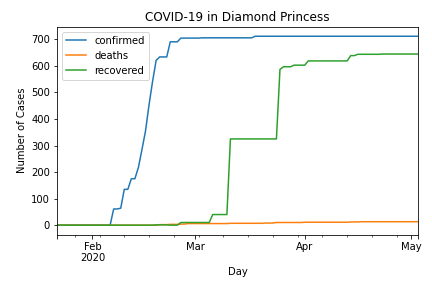 COVID-19 in Diamond Princess
confirmed
deaths
recovered
Number of Cases
700
600
500
400
300
200
100
0
Feb
2020
Mar
Apr
May
Day